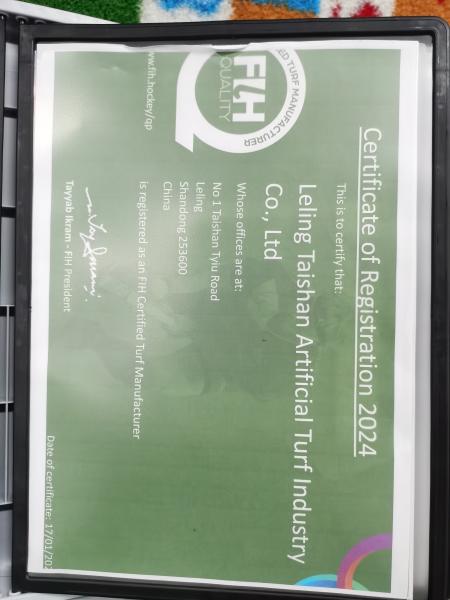 Certificate of Registration 2024
This is to certify that:
Leling Taishan Artificial Turf Industry
Co., Ltd
Whose offices are at:
No 1 Taishan Tyiu Road
Leling
Shandong 253600
China
is registered as an FIH Certified Turf Manufacturer
Tayyab Ikram - FIH President
Date of certificate: 17/01/202
FIH
QUALITY
TURF MANUFACTURER
.fih.hockey/qp